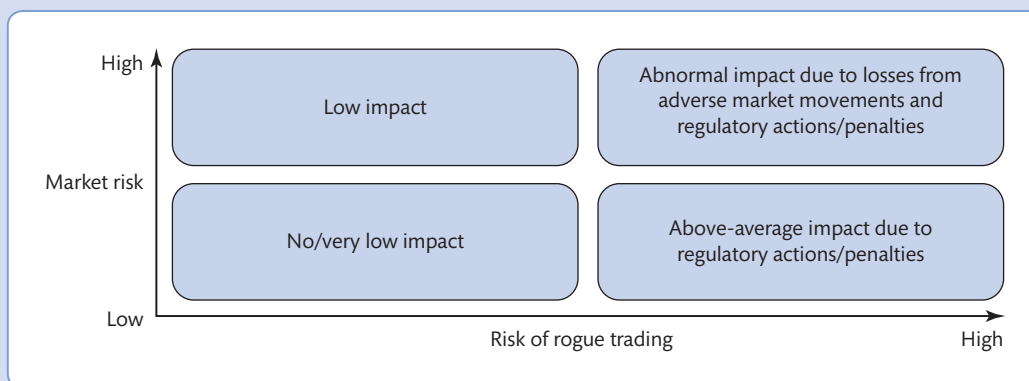 High
Low impact
Abnormal impact due to losses from
adverse market movements and
regulatory actions/penalties
Market risk
No/very low impact
Above-average impact due to
regulatory actions/penalties
Low
Risk of rogue trading
High